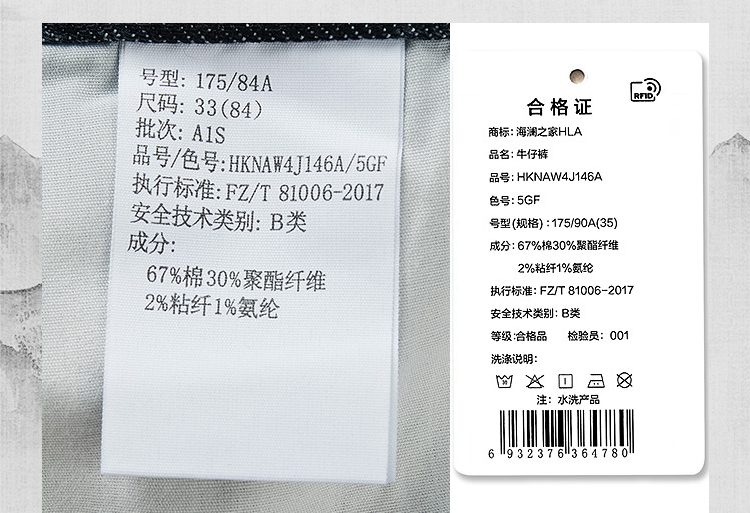 号型: 175/84A
尺码: 33(84)
批次: A1S
品号/色号:HKNAW4J146A/5GF
执行标准:FZ/T 81006-2017
安全技术类别: B类
成分:
67%棉30%聚酯纤维
2%粘纤1%氨纶
RFID
合格证
商标: 海澜之家HLA
品名: 牛仔裤
品号: HKNAW4J146A
色号: 5GF
号型(规格) : 175/90A(35)
成分: 67%棉30%聚酯纤维
2%粘纤1%氨纶
执行标准: FZ/T 81006-2017
安全技术类别: B类
等级:合格品 检验员: 001
洗涤说明:
注: 水洗产品
6 932376 364780